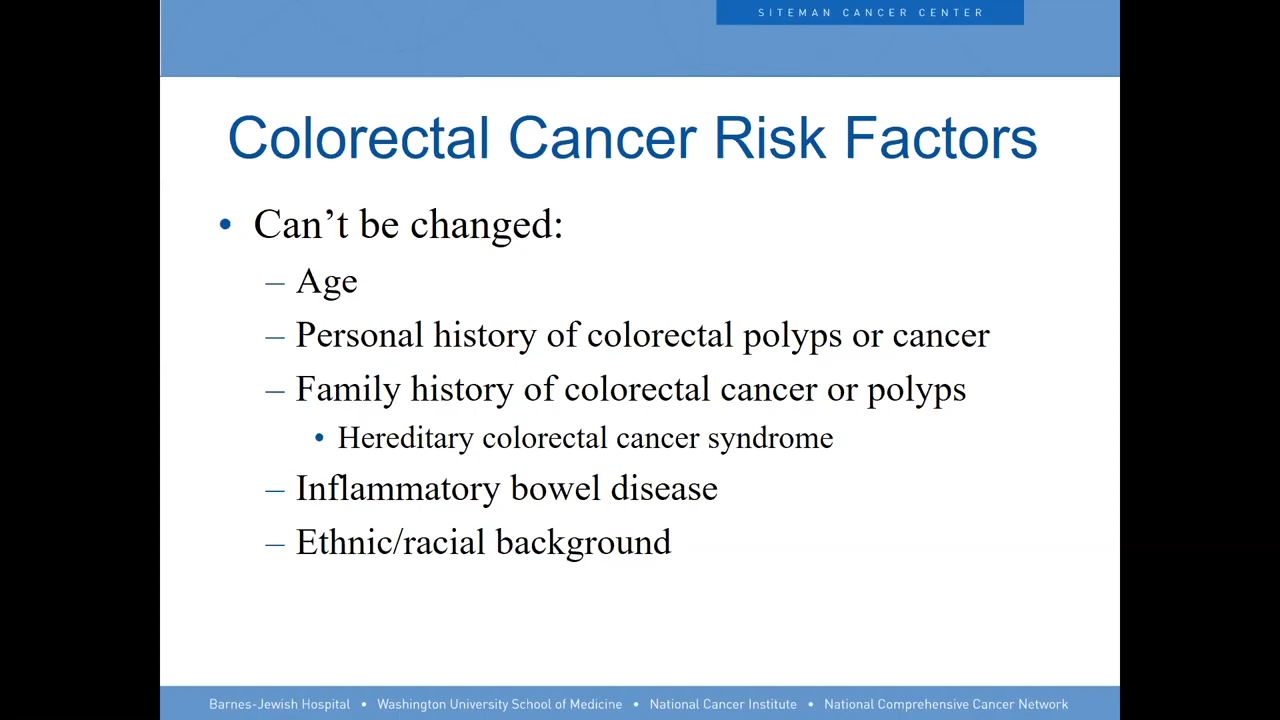 SITEMAN CANCER CENTER
Colorectal Cancer Risk Factors
• Can’t be changed:
– Age
– Personal history of colorectal polyps or cancer
– Family history of colorectal cancer or polyps
• Hereditary colorectal cancer syndrome
– Inflammatory bowel disease
– Ethnic/racial background
Barnes-Jewish Hospital • Washington University School of Medicine • National Cancer Institute • National Comprehensive Cancer Network